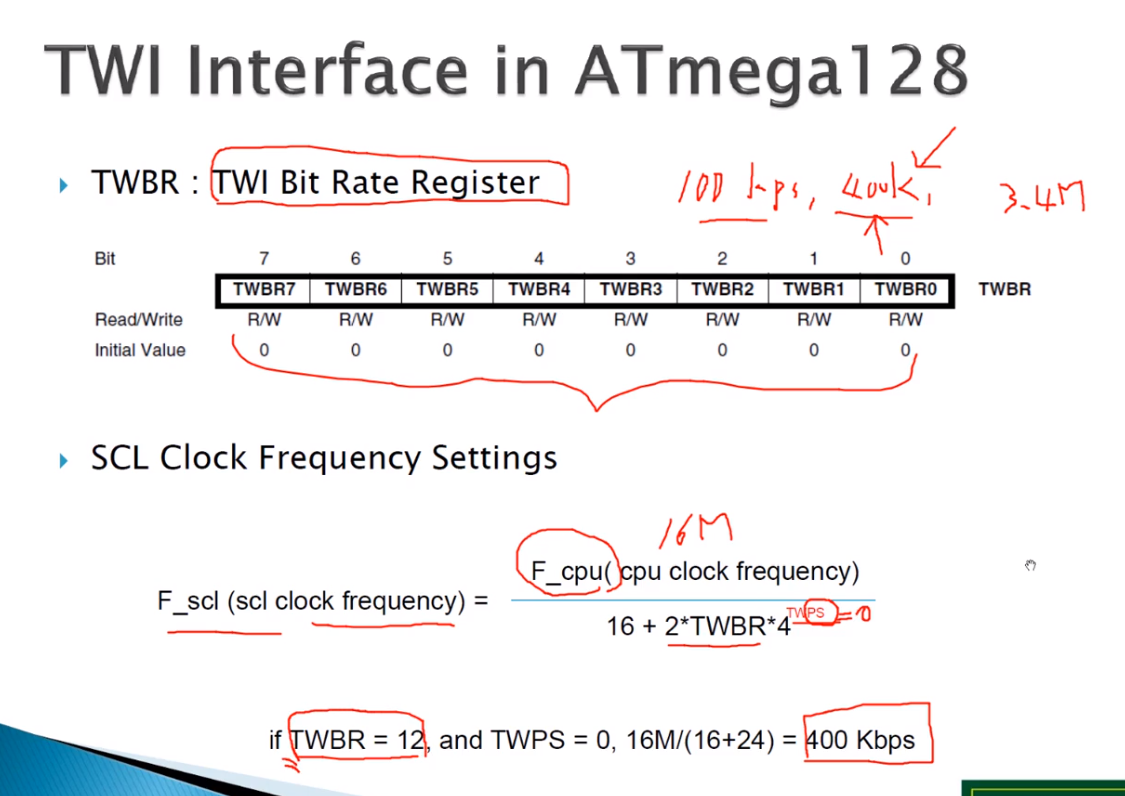 TWI Interface in ATmega128
TWBR : TWI Bit Rate Register
100 kbps, 400K, 3.4M
Bit 7 6 5 4 3 2 1 0
TWBR7 TWBR6 TWBR5 TWBR4 TWBR3 TWBR2 TWBR1 TWBR0 TWBR
Read/Write R/W R/W R/W R/W R/W R/W R/W R/W
Initial Value 0 0 0 0 0 0 0 0
SCL Clock Frequency Settings
16M
F_cpu( cpu clock frequency)
F_scl (scl clock frequency) =
16 + 2*TWBR*4TWPS = 0
if TWBR = 12, and TWPS = 0, 16M/(16+24) = 400 Kbps